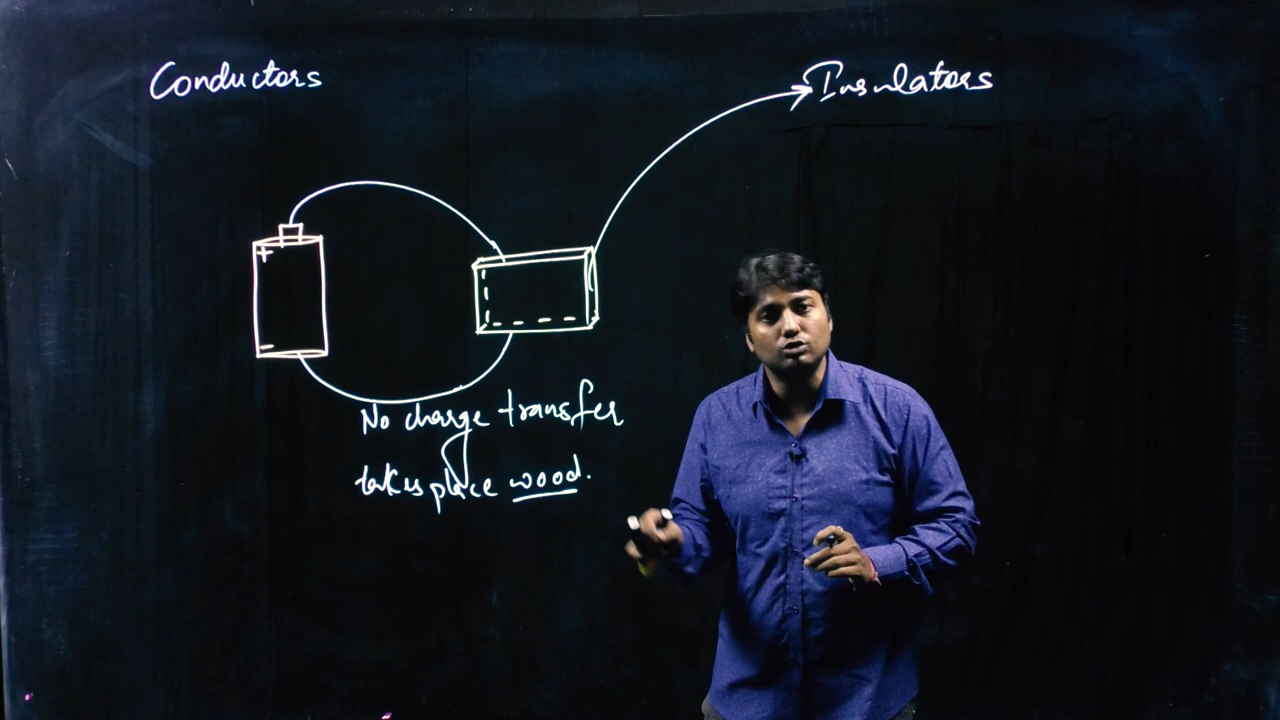 Conductors
Insulators
+
-
No charge transfer
takes place wood.